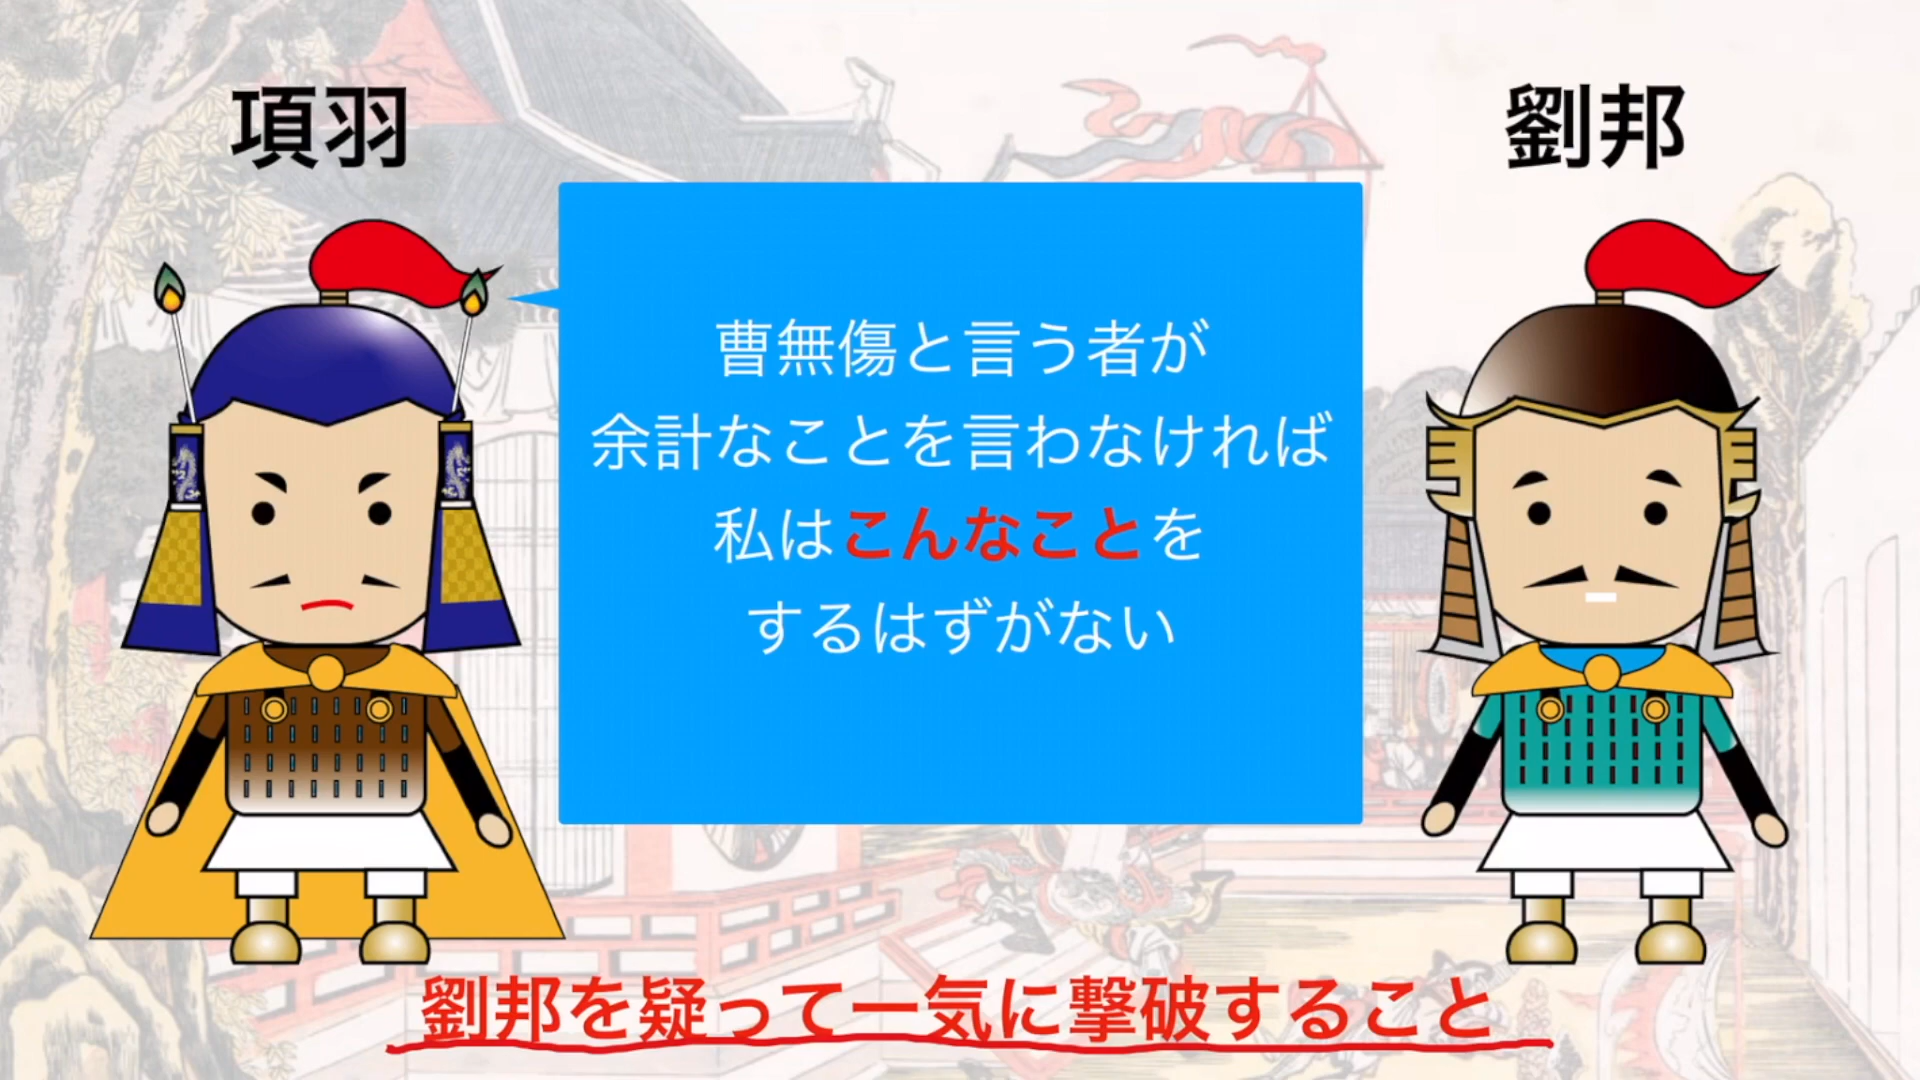 項羽
劉邦
曹無傷と言う者が
余計なことを言わなければ
私はこんなことを
するはずがない
劉邦を疑って一気に撃破すること